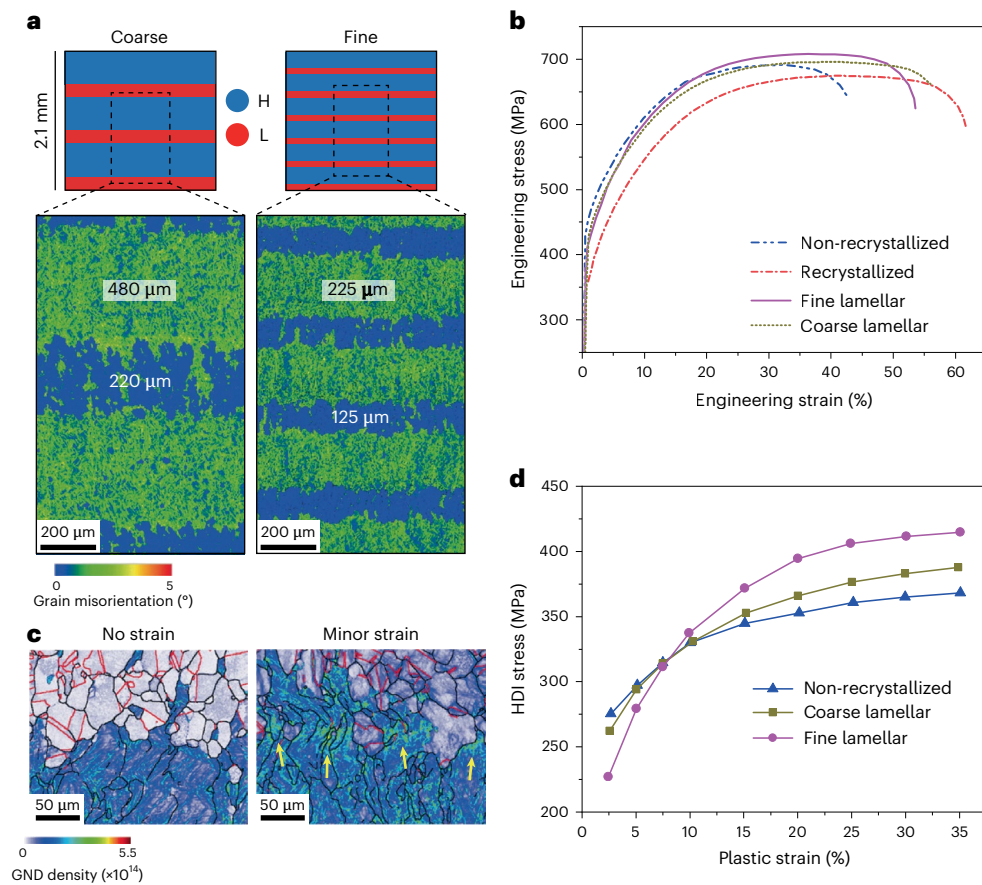 a
Coarse
Fine
2.1 mm
H
L
480 µm
220 µm
200 µm
225 µm
125 µm
200 µm
0
5
Grain misorientation (°)
b
Engineering stress (MPa)
700
600
500
400
300
0
10
20
30
40
50
60
Engineering strain (%)
Non-recrystallized
Recrystallized
Fine lamellar
Coarse lamellar
c
No strain
Minor strain
50 µm
50 µm
0
5.5
GND density (×10¹⁴)
d
HDI stress (MPa)
450
400
350
300
250
200
0
5
10
15
20
25
30
35
Plastic strain (%)
Non-recrystallized
Coarse lamellar
Fine lamellar